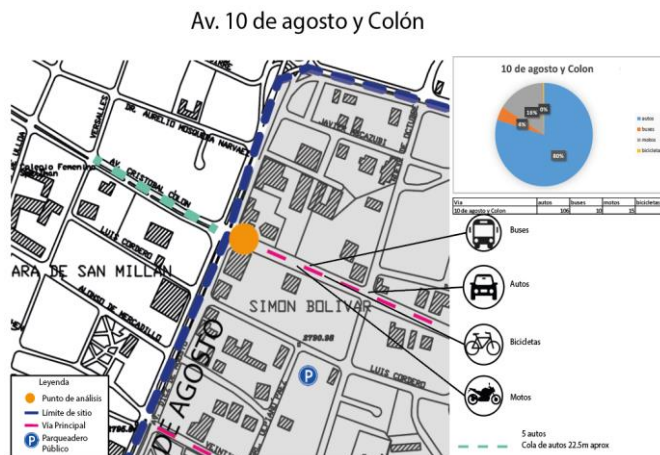 Av. 10 de agosto y Colón
10 de agosto y Colon
10%
0%
4%
80%
autos
buses
motos
bicicletas
Vía autos buses motos bicicletas
10 de agosto y Colon 106 10 15
VERSALLES
DR. AURELIO MOSQUERA NARVAEZ
Colegio Femenino
AV. CRISTOBAL COLON
LUIS CORDERO
ARA DE SAN MILLAN
ALONSO DE MERCADILLO
SIMON BOLIVAR
2790.98
LUIS CORDERO
DE AGOSTO
Buses
Autos
Bicicletas
Motos
Leyenda
Punto de análisis
Límite de sitio
Vía Principal
P
Parqueadero
Público
P
5 autos
Cola de autos 22.5m aprox